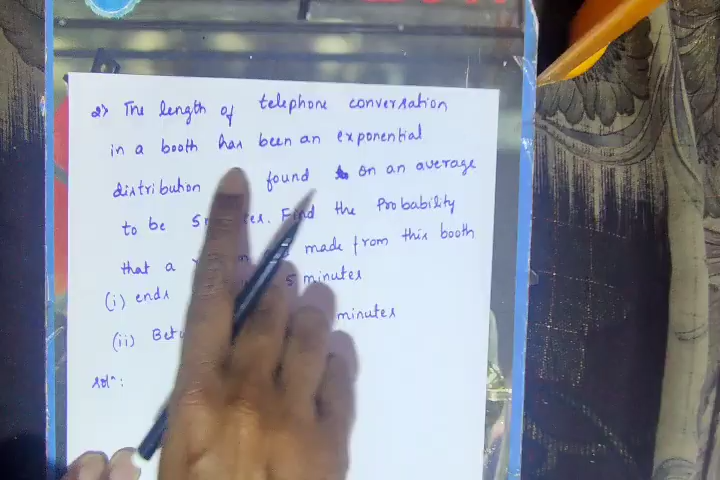 2) The length of telephone conversation
in a booth has been an exponential
distribution found on an average
to be 5 Find the Probability
that a made from this booth
(i) ends 5 minutes
(ii) minutes
solⁿ: